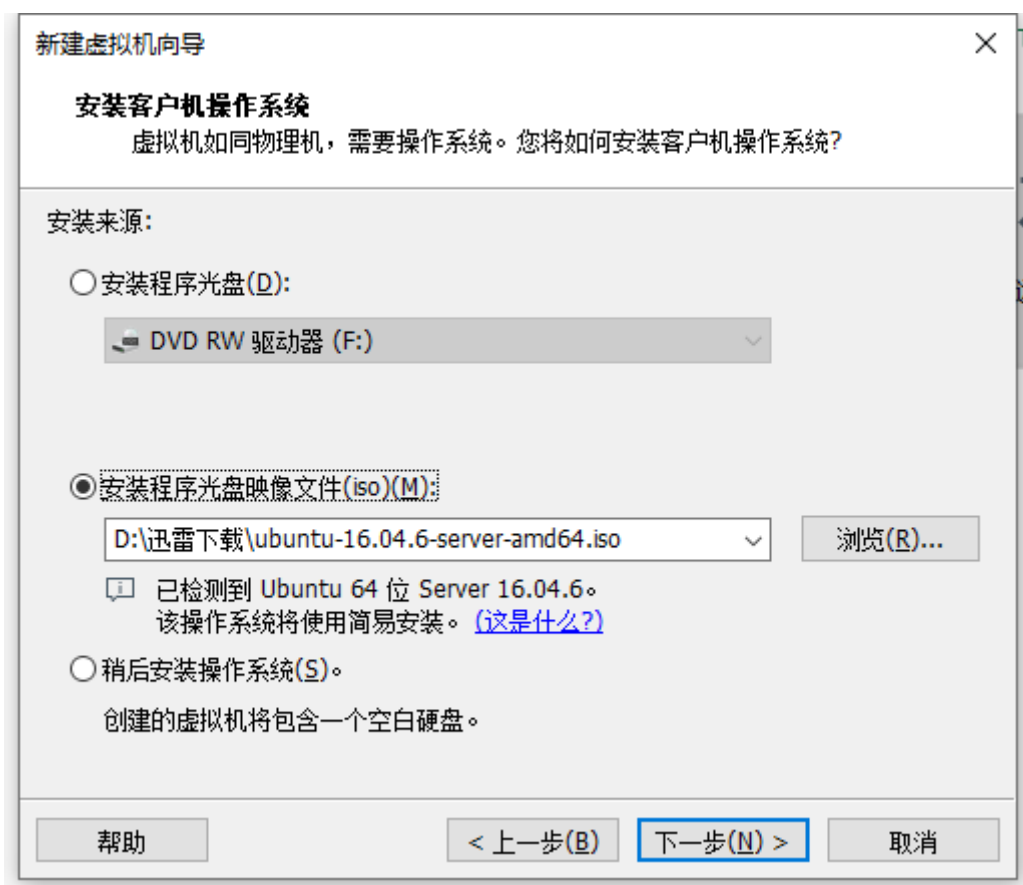 新建虚拟机向导
安装客户机操作系统
虚拟机如同物理机，需要操作系统。您将如何安装客户机操作系统?
安装来源:
安装程序光盘(D):
DVD RW 驱动器 (F:)
安装程序光盘映像文件(iso)(M):
D:\迅雷下载\ubuntu-16.04.6-server-amd64.iso
浏览(R)...
已检测到 Ubuntu 64 位 Server 16.04.6。
该操作系统将使用简易安装。 (这是什么?)
稍后安装操作系统(S)。
创建的虚拟机将包含一个空白硬盘。
帮助
< 上一步(B)
下一步(N) >
取消